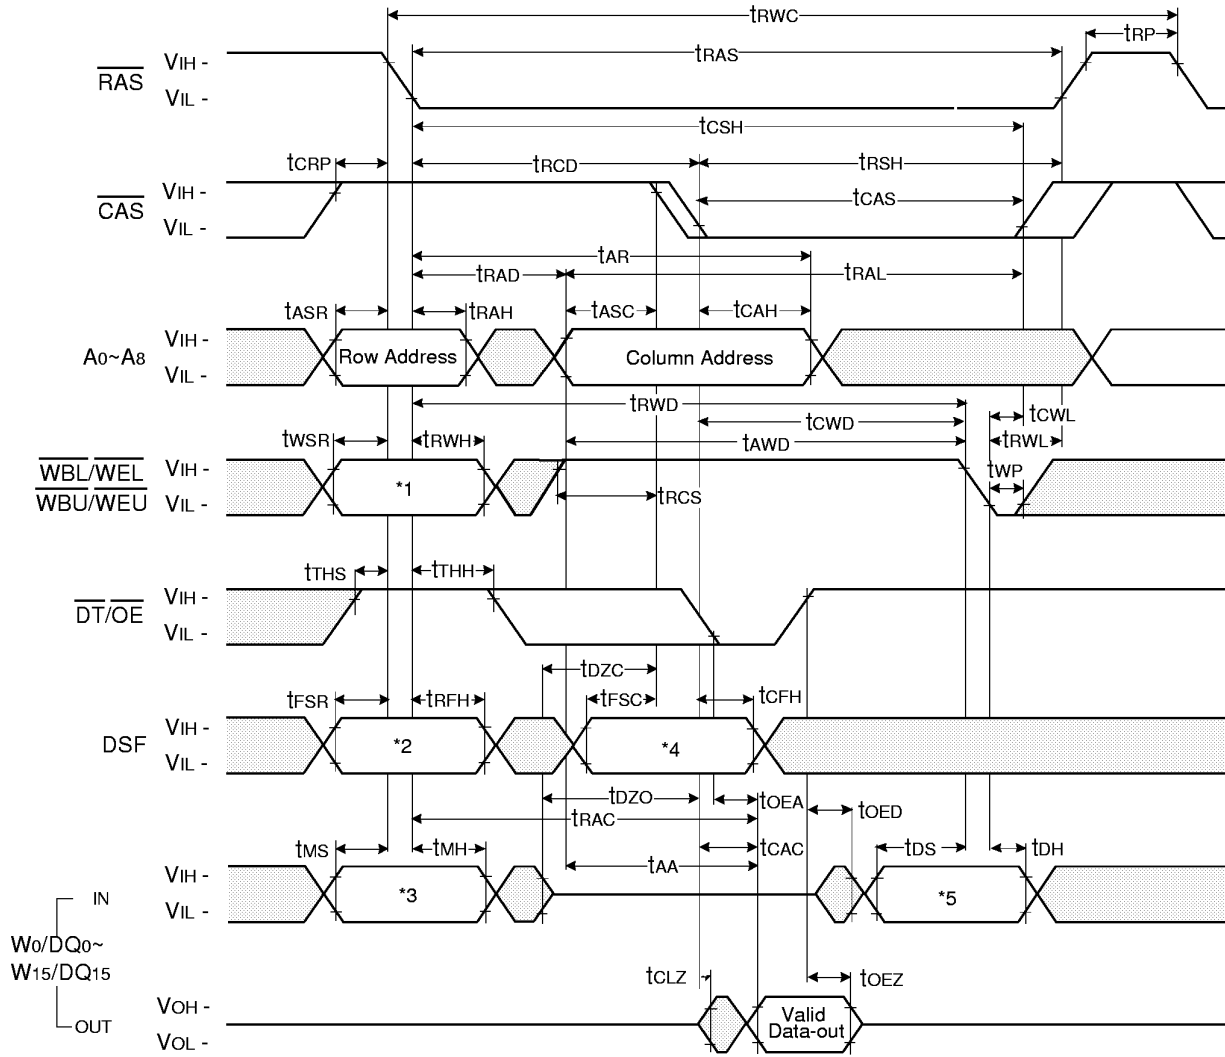 tRWC
tRP
tRAS
RAS
VIH -
VIL -
tCSH
tCRP
tRCD
tRSH
CAS
VIH -
VIL -
tCAS
tAR
tRAD
tRAL
tASR
tRAH
tASC
tCAH
A0~A8
VIH -
VIL -
Row Address
Column Address
tRWD
tCWD
tCWL
tWSR
tRWH
tAWD
tRWL
WBL/WEL
WBU/WEU
VIH -
VIL -
*1
tRCS
tWP
tTHS
tTHH
DT/OE
VIH -
VIL -
tDZC
tFSR
tRFH
tFSC
tCFH
DSF
VIH -
VIL -
*2
*4
tDZO
tOEA
tOED
tRAC
tMS
tMH
tCAC
tAA
tDS
tDH
VIH -
VIL -
*3
*5
IN
W0/DQ0~
W15/DQ15
OUT
tCLZ
tOEZ
VOH -
VOL -
Valid
Data-out